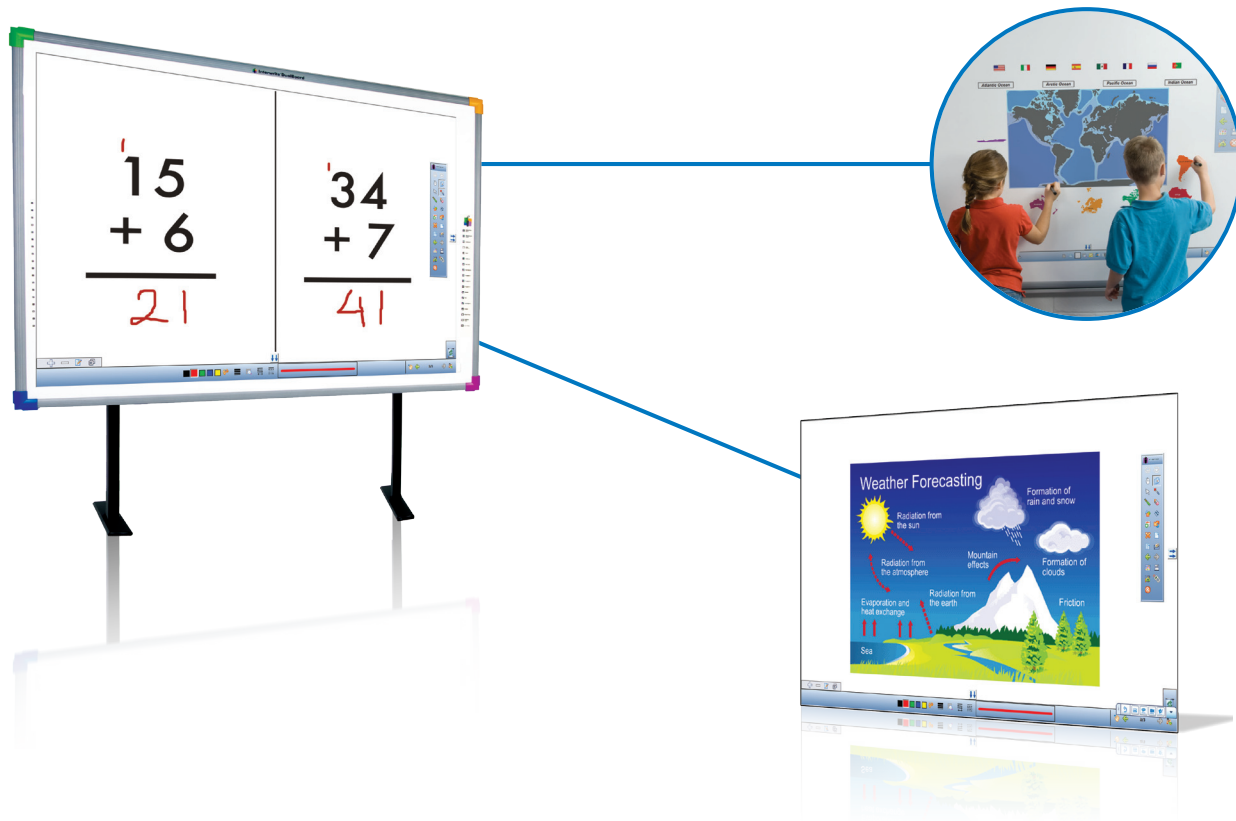 Interactive DualBoard
1
15
+ 6
21
1
34
+ 7
41
Atlantic Ocean
Arctic Ocean
Pacific Ocean
Indian Ocean
Weather Forecasting
Radiation from
the sun
Formation of
rain and snow
Radiation from
the atmosphere
Mountain
effects
Formation of
clouds
Evaporation and
heat exchange
Radiation from
the earth
Friction
Sea